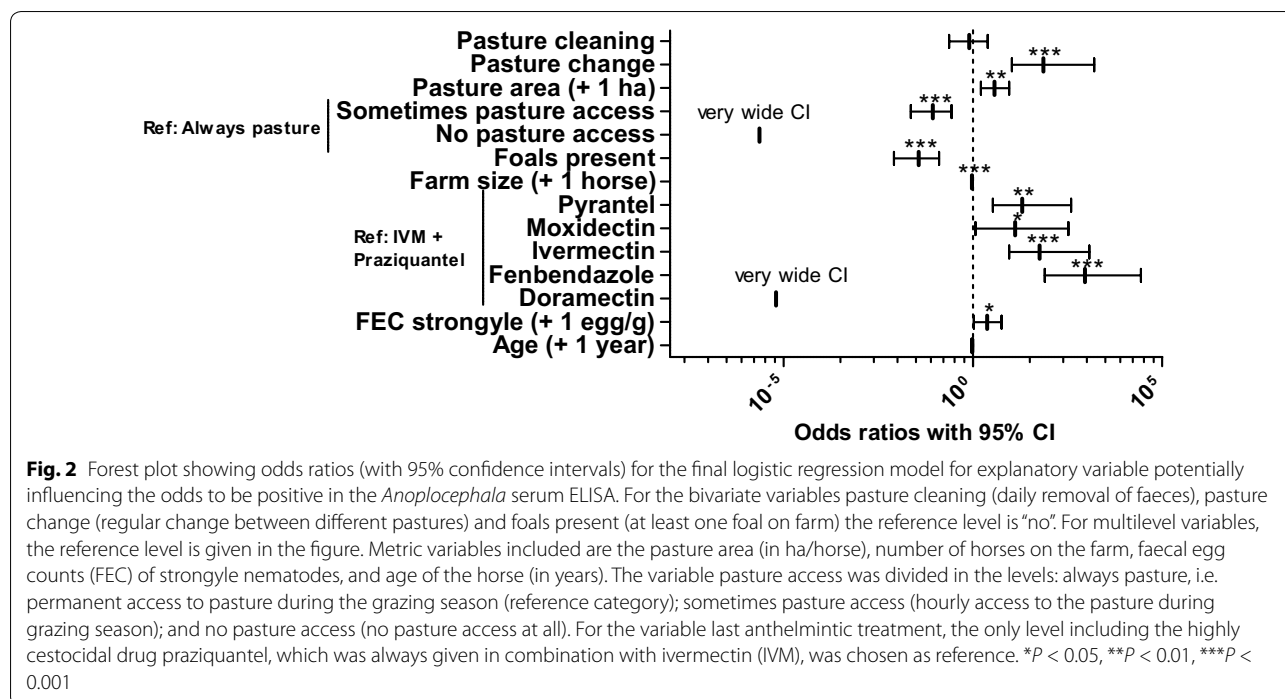 Pasture cleaning
Pasture change
***
Pasture area (+ 1 ha)
**
Sometimes pasture access
***
Ref: Always pasture
very wide CI
No pasture access
Foals present
***
Farm size (+ 1 horse)
***
Pyrantel
**
Moxidectin
*
Ref: IVM +
Praziquantel
Ivermectin
***
Fenbendazole
***
very wide CI
Doramectin
FEC strongyle (+ 1 egg/g)
*
Age (+ 1 year)
10-5
100
105
Odds ratios with 95% CI
Fig. 2 Forest plot showing odds ratios (with 95% confidence intervals) for the final logistic regression model for explanatory variable potentially
influencing the odds to be positive in the Anoplocephala serum ELISA. For the bivariate variables pasture cleaning (daily removal of faeces), pasture
change (regular change between different pastures) and foals present (at least one foal on farm) the reference level is “no”. For multilevel variables,
the reference level is given in the figure. Metric variables included are the pasture area (in ha/horse), number of horses on the farm, faecal egg
counts (FEC) of strongyle nematodes, and age of the horse (in years). The variable pasture access was divided in the levels: always pasture, i.e.
permanent access to pasture during the grazing season (reference category); sometimes pasture access (hourly access to the pasture during
grazing season); and no pasture access (no pasture access at all). For the variable last anthelmintic treatment, the only level including the highly
cestocidal drug praziquantel, which was always given in combination with ivermectin (IVM), was chosen as reference. *P < 0.05, **P < 0.01, ***P <
0.001